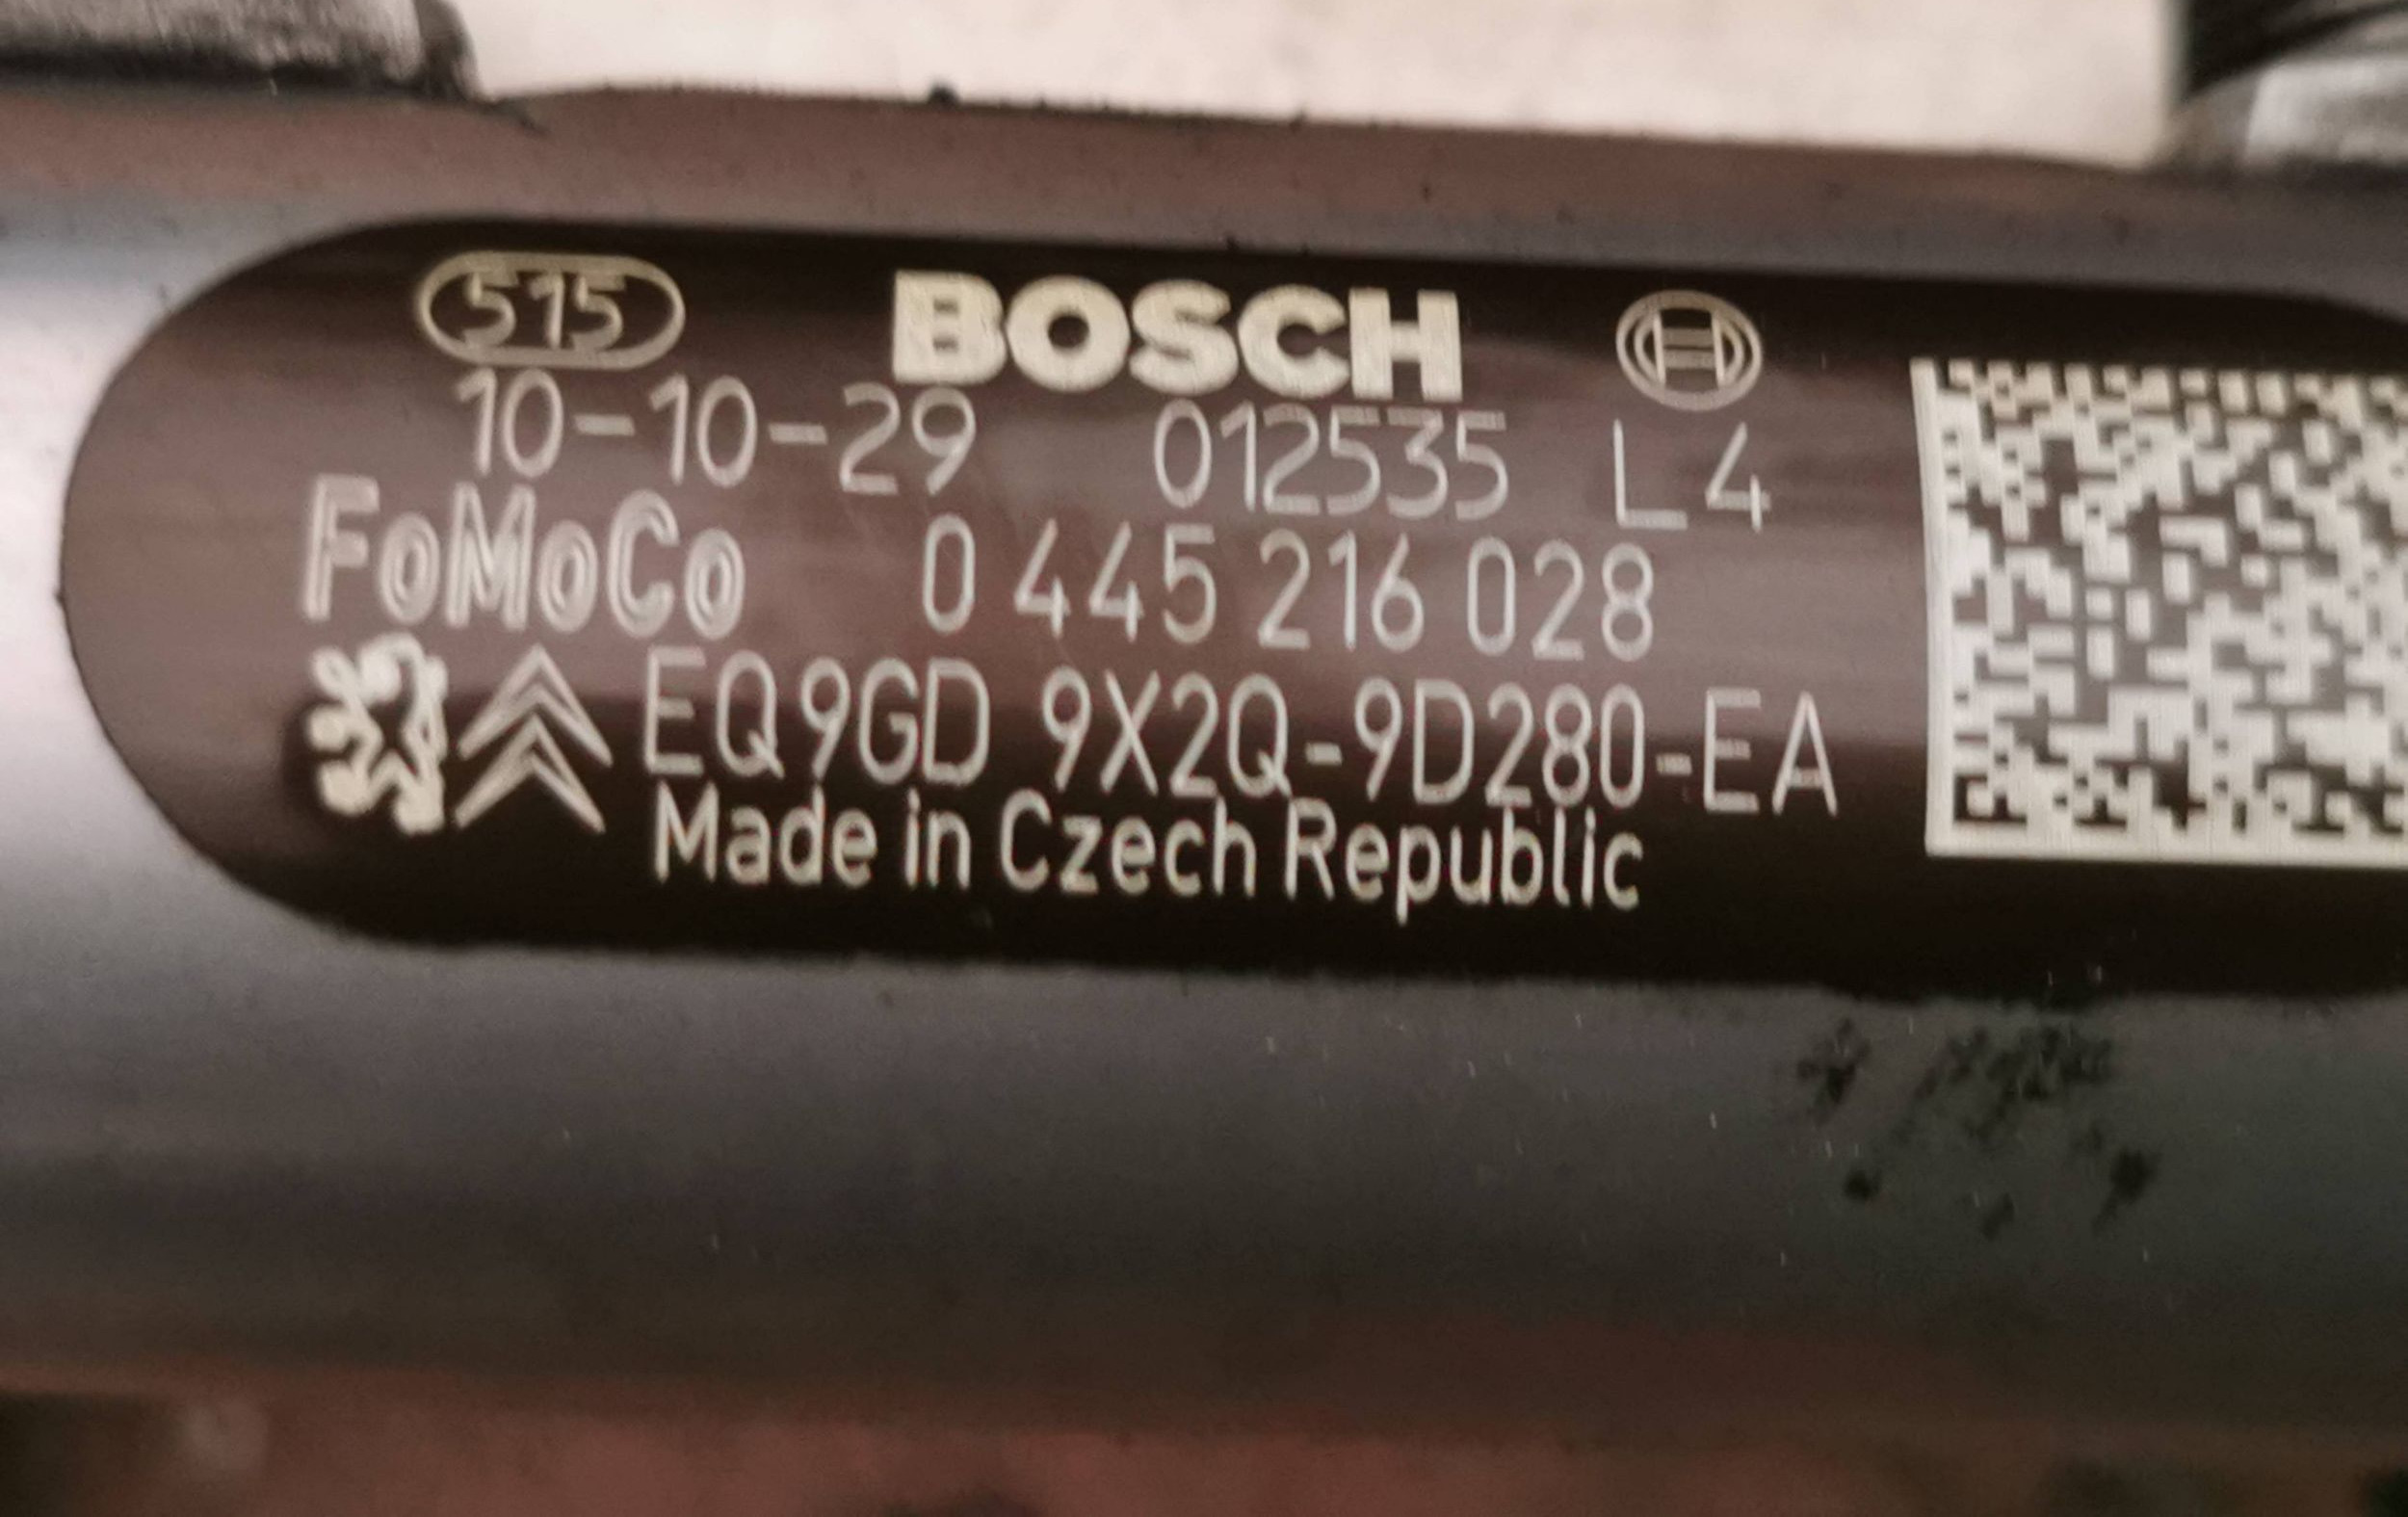 515 BOSCH
10-10-29 012535 L4
FoMoCo 0 445 216 028
EQ9GD 9X2Q-9D280-EA
Made in Czech Republic